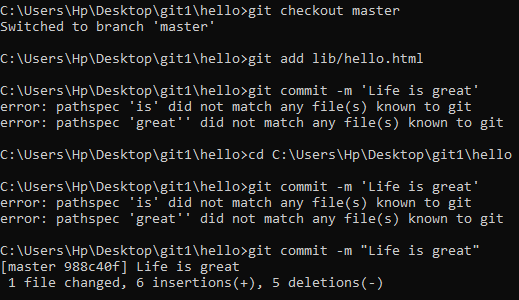 C:\Users\Hp\Desktop\git1\hello>git checkout master
Switched to branch 'master'
C:\Users\Hp\Desktop\git1\hello>git add lib/hello.html
C:\Users\Hp\Desktop\git1\hello>git commit -m 'Life is great'
error: pathspec 'is' did not match any file(s) known to git
error: pathspec 'great'' did not match any file(s) known to git
C:\Users\Hp\Desktop\git1\hello>cd C:\Users\Hp\Desktop\git1\hello
C:\Users\Hp\Desktop\git1\hello>git commit -m 'Life is great'
error: pathspec 'is' did not match any file(s) known to git
error: pathspec 'great'' did not match any file(s) known to git
C:\Users\Hp\Desktop\git1\hello>git commit -m "Life is great"
[master 988c40f] Life is great
1 file changed, 6 insertions(+), 5 deletions(-)